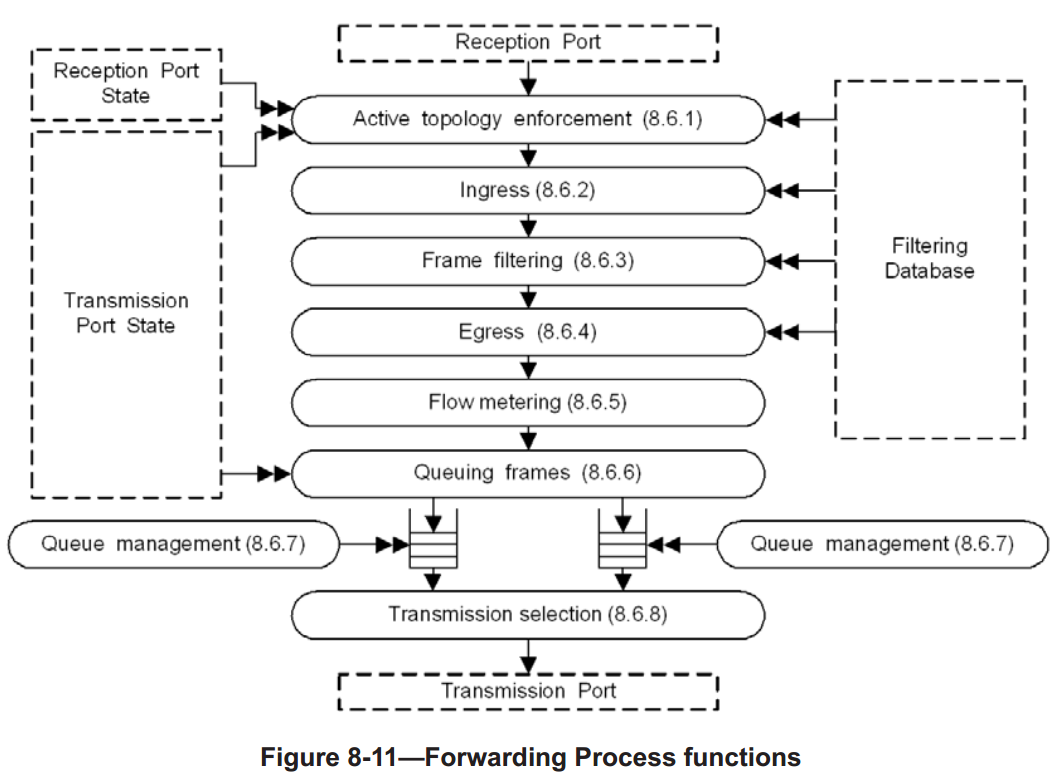 Reception Port
Reception Port
State
Active topology enforcement (8.6.1)
Ingress (8.6.2)
Frame filtering (8.6.3)
Filtering
Database
Transmission
Port State
Egress (8.6.4)
Flow metering (8.6.5)
Queuing frames (8.6.6)
Queue management (8.6.7)
Queue management (8.6.7)
Transmission selection (8.6.8)
Transmission Port
Figure 8-11—Forwarding Process functions